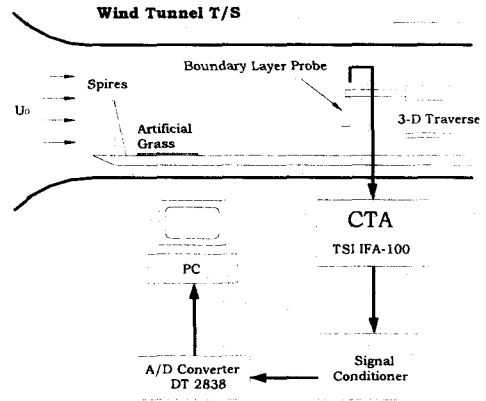 Wind Tunnel T/S
Boundary Layer Probe
Spires
U₀
3-D Traverse
Artificial
Grass
CTA
TSI IFA-100
PC
A/D Converter
DT 2838
Signal
Conditioner